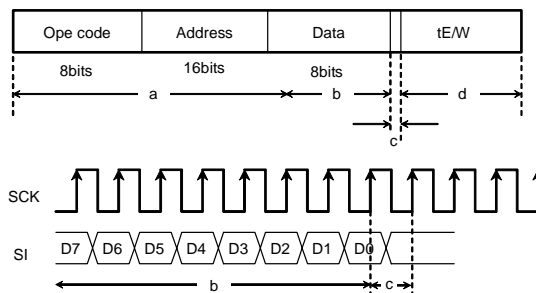 Ope code Address Data tE/W
8bits 16bits 8bits
a b d
c
SCK
SI D7 D6 D5 D4 D3 D2 D1 D0
b c